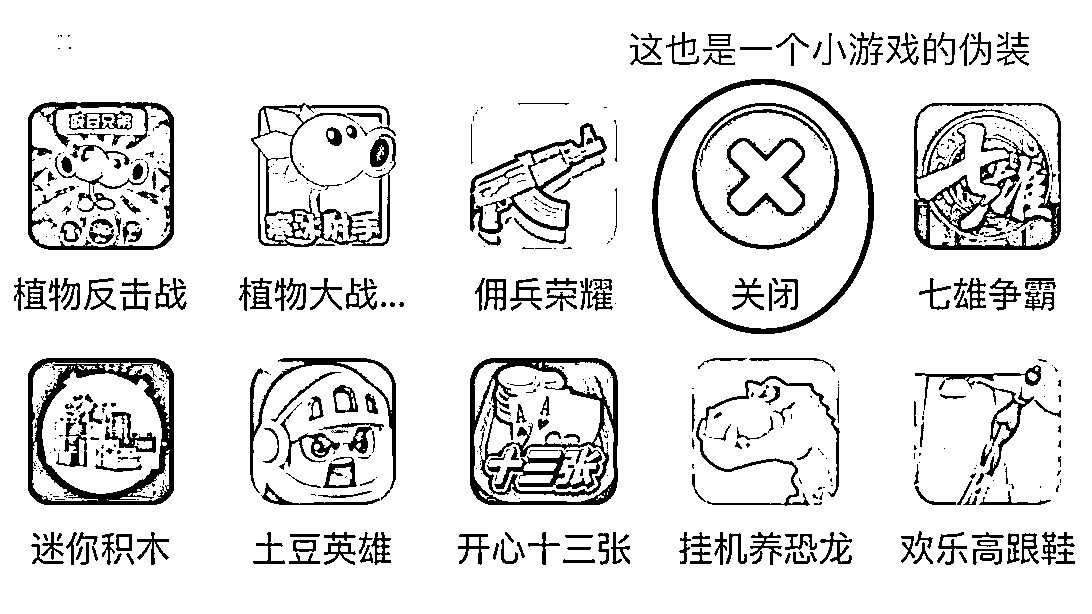 这也是一个小游戏的伪装
豌豆兄弟
寒冰射手
七雄
植物反击战
植物大战...
佣兵荣耀
关闭
七雄争霸
A A
十三张
迷你积木
土豆英雄
开心十三张
挂机养恐龙
欢乐高跟鞋